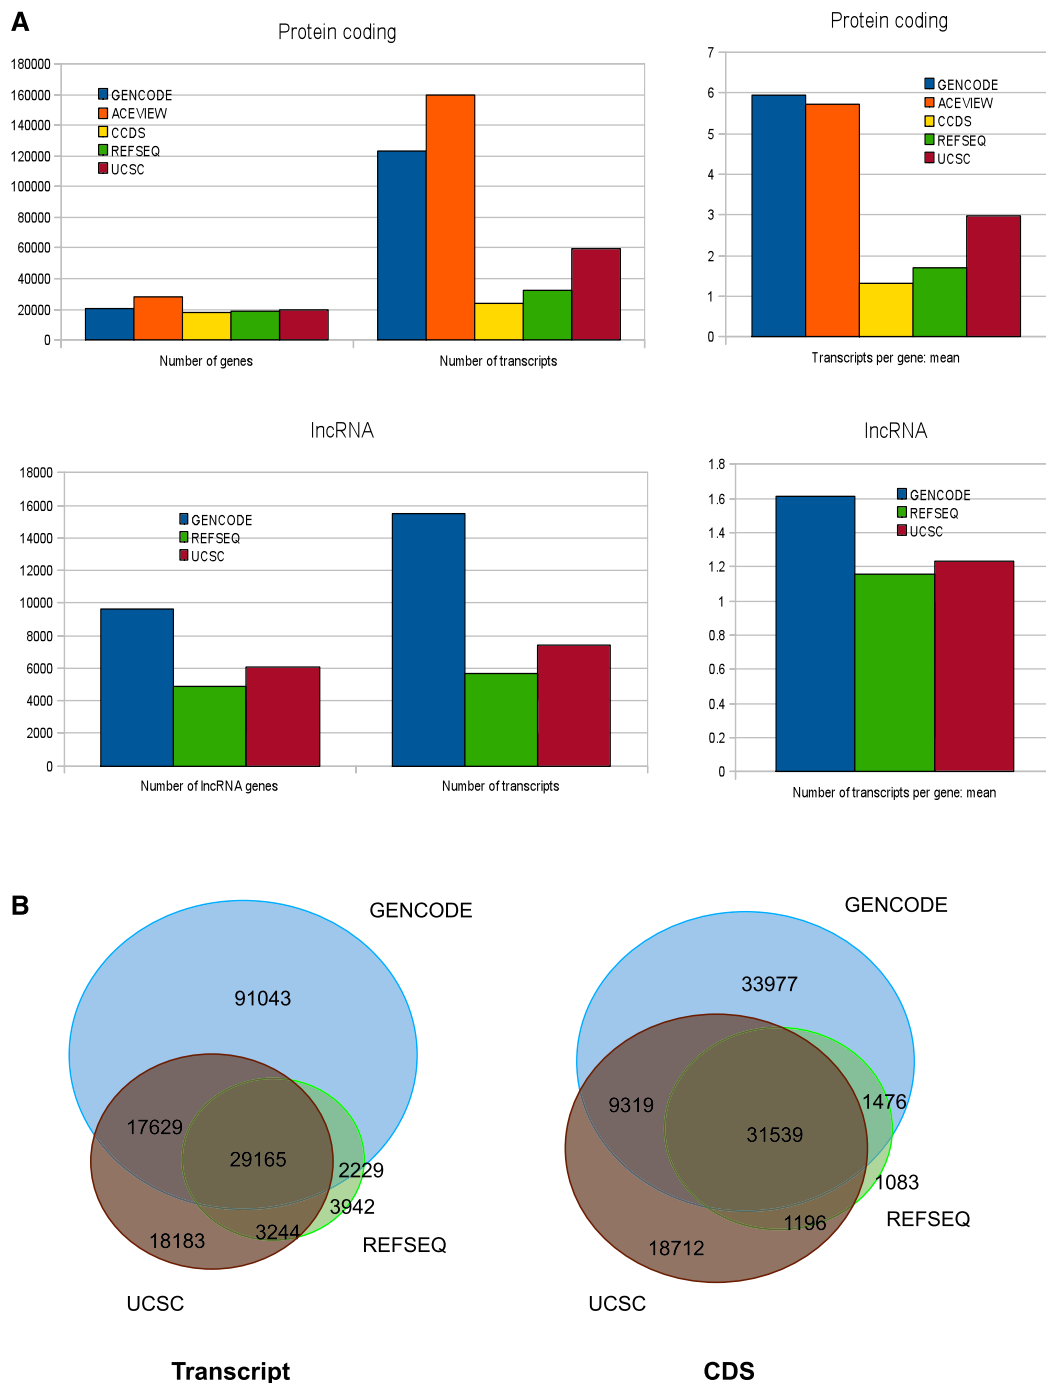 A
Protein coding
180000
160000
140000
120000
100000
80000
60000
40000
20000
0
GENCODE
ACEVIEW
CCDS
REFSEQ
UCSC
Number of genes
Number of transcripts
Protein coding
7
6
5
4
3
2
1
0
GENCODE
ACEVIEW
CCDS
REFSEQ
UCSC
Transcripts per gene: mean
lncRNA
18000
16000
14000
12000
10000
8000
6000
4000
2000
0
GENCODE
REFSEQ
UCSC
Number of lncRNA genes
Number of transcripts
lncRNA
1.8
1.6
1.4
1.2
1
0.8
0.6
0.4
0.2
0
GENCODE
REFSEQ
UCSC
Number of transcripts per gene: mean
B
GENCODE
91043
17629
29165
2229
3942
3244
18183
REFSEQ
UCSC
Transcript
GENCODE
33977
9319
1476
31539
1083
1196
REFSEQ
18712
UCSC
CDS